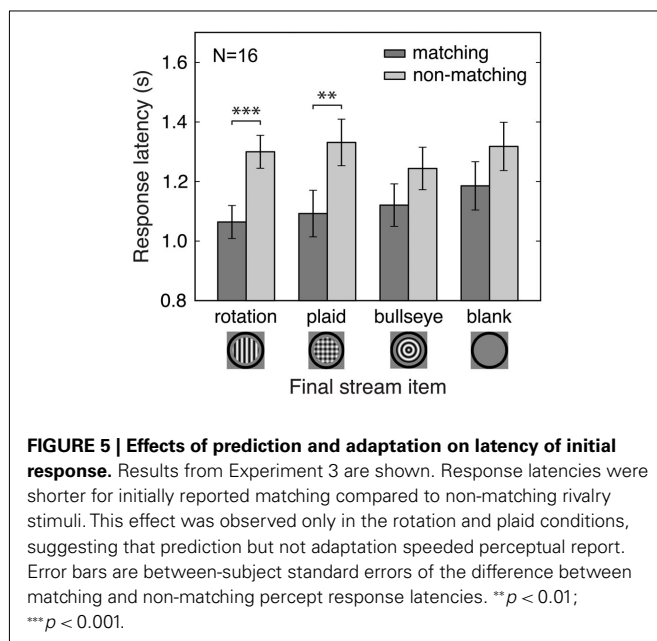 N=16
matching
non-matching
***
**
Response latency (s)
1.6
1.4
1.2
1.0
0.8
rotation plaid bullseye blank
Final stream item
FIGURE 5 | Effects of prediction and adaptation on latency of initial
response. Results from Experiment 3 are shown. Response latencies were
shorter for initially reported matching compared to non-matching rivalry
stimuli. This effect was observed only in the rotation and plaid conditions,
suggesting that prediction but not adaptation speeded perceptual report.
Error bars are between-subject standard errors of the difference between
matching and non-matching percept response latencies. **p < 0.01;
***p < 0.001.